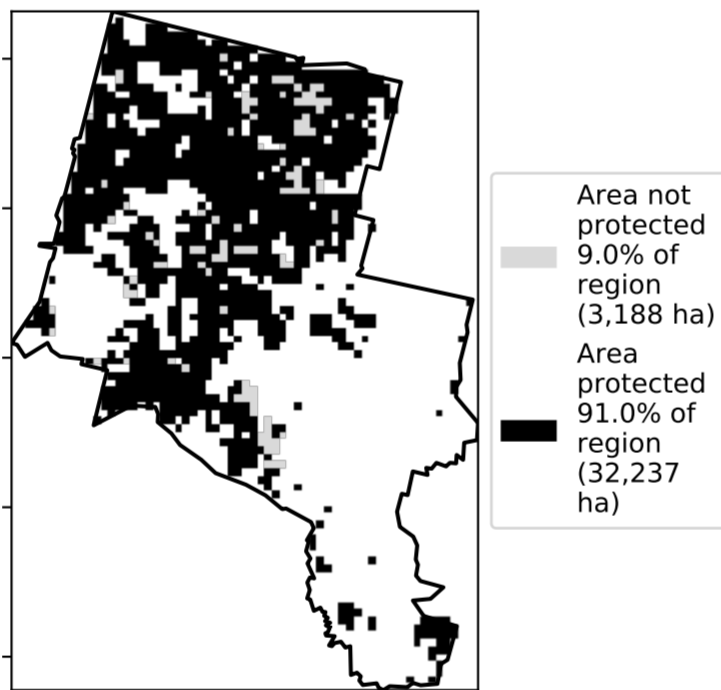 Area not
protected
9.0% of
region
(3,188 ha)
Area
protected
91.0% of
region
(32,237
ha)